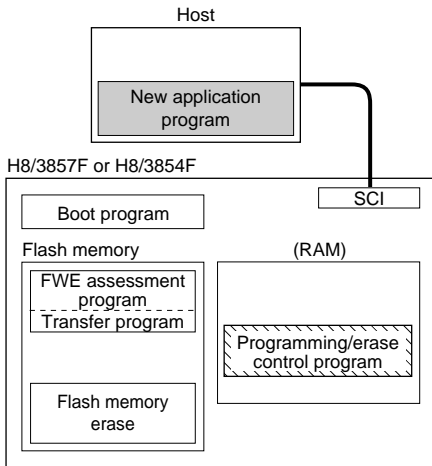 Host
New application
program
H8/3857F or H8/3854F
SCI
Boot program
Flash memory
(RAM)
FWE assessment
program
Transfer program
Programming/erase
control program
Flash memory
erase